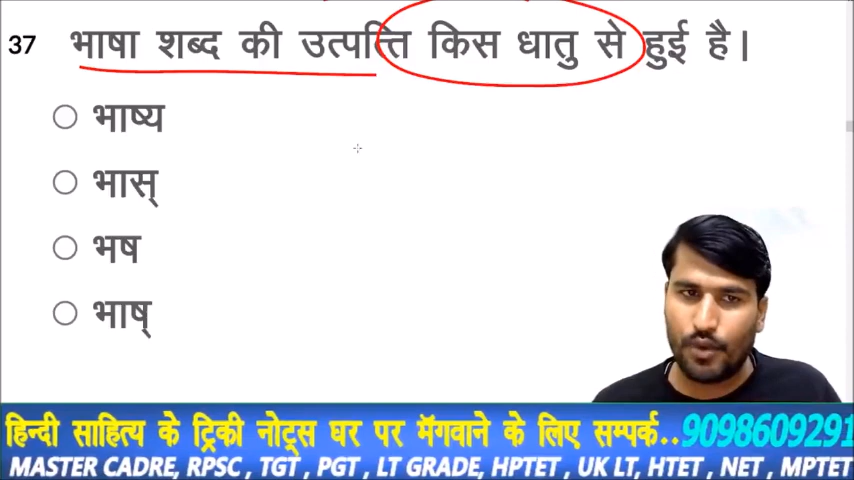 37 भाषा शब्द की उत्पत्ति किस धातु से हुई है।
भाष्य
भास्
भष
भाष्
हिन्दी साहित्य के ट्रिकी नोट्स घर पर मॅगवाने के लिए सम्पर्क..9098609291
MASTER CADRE, RPSC , TGT , PGT , LT GRADE, HPTET , UK LT, HTET , NET , MPTET